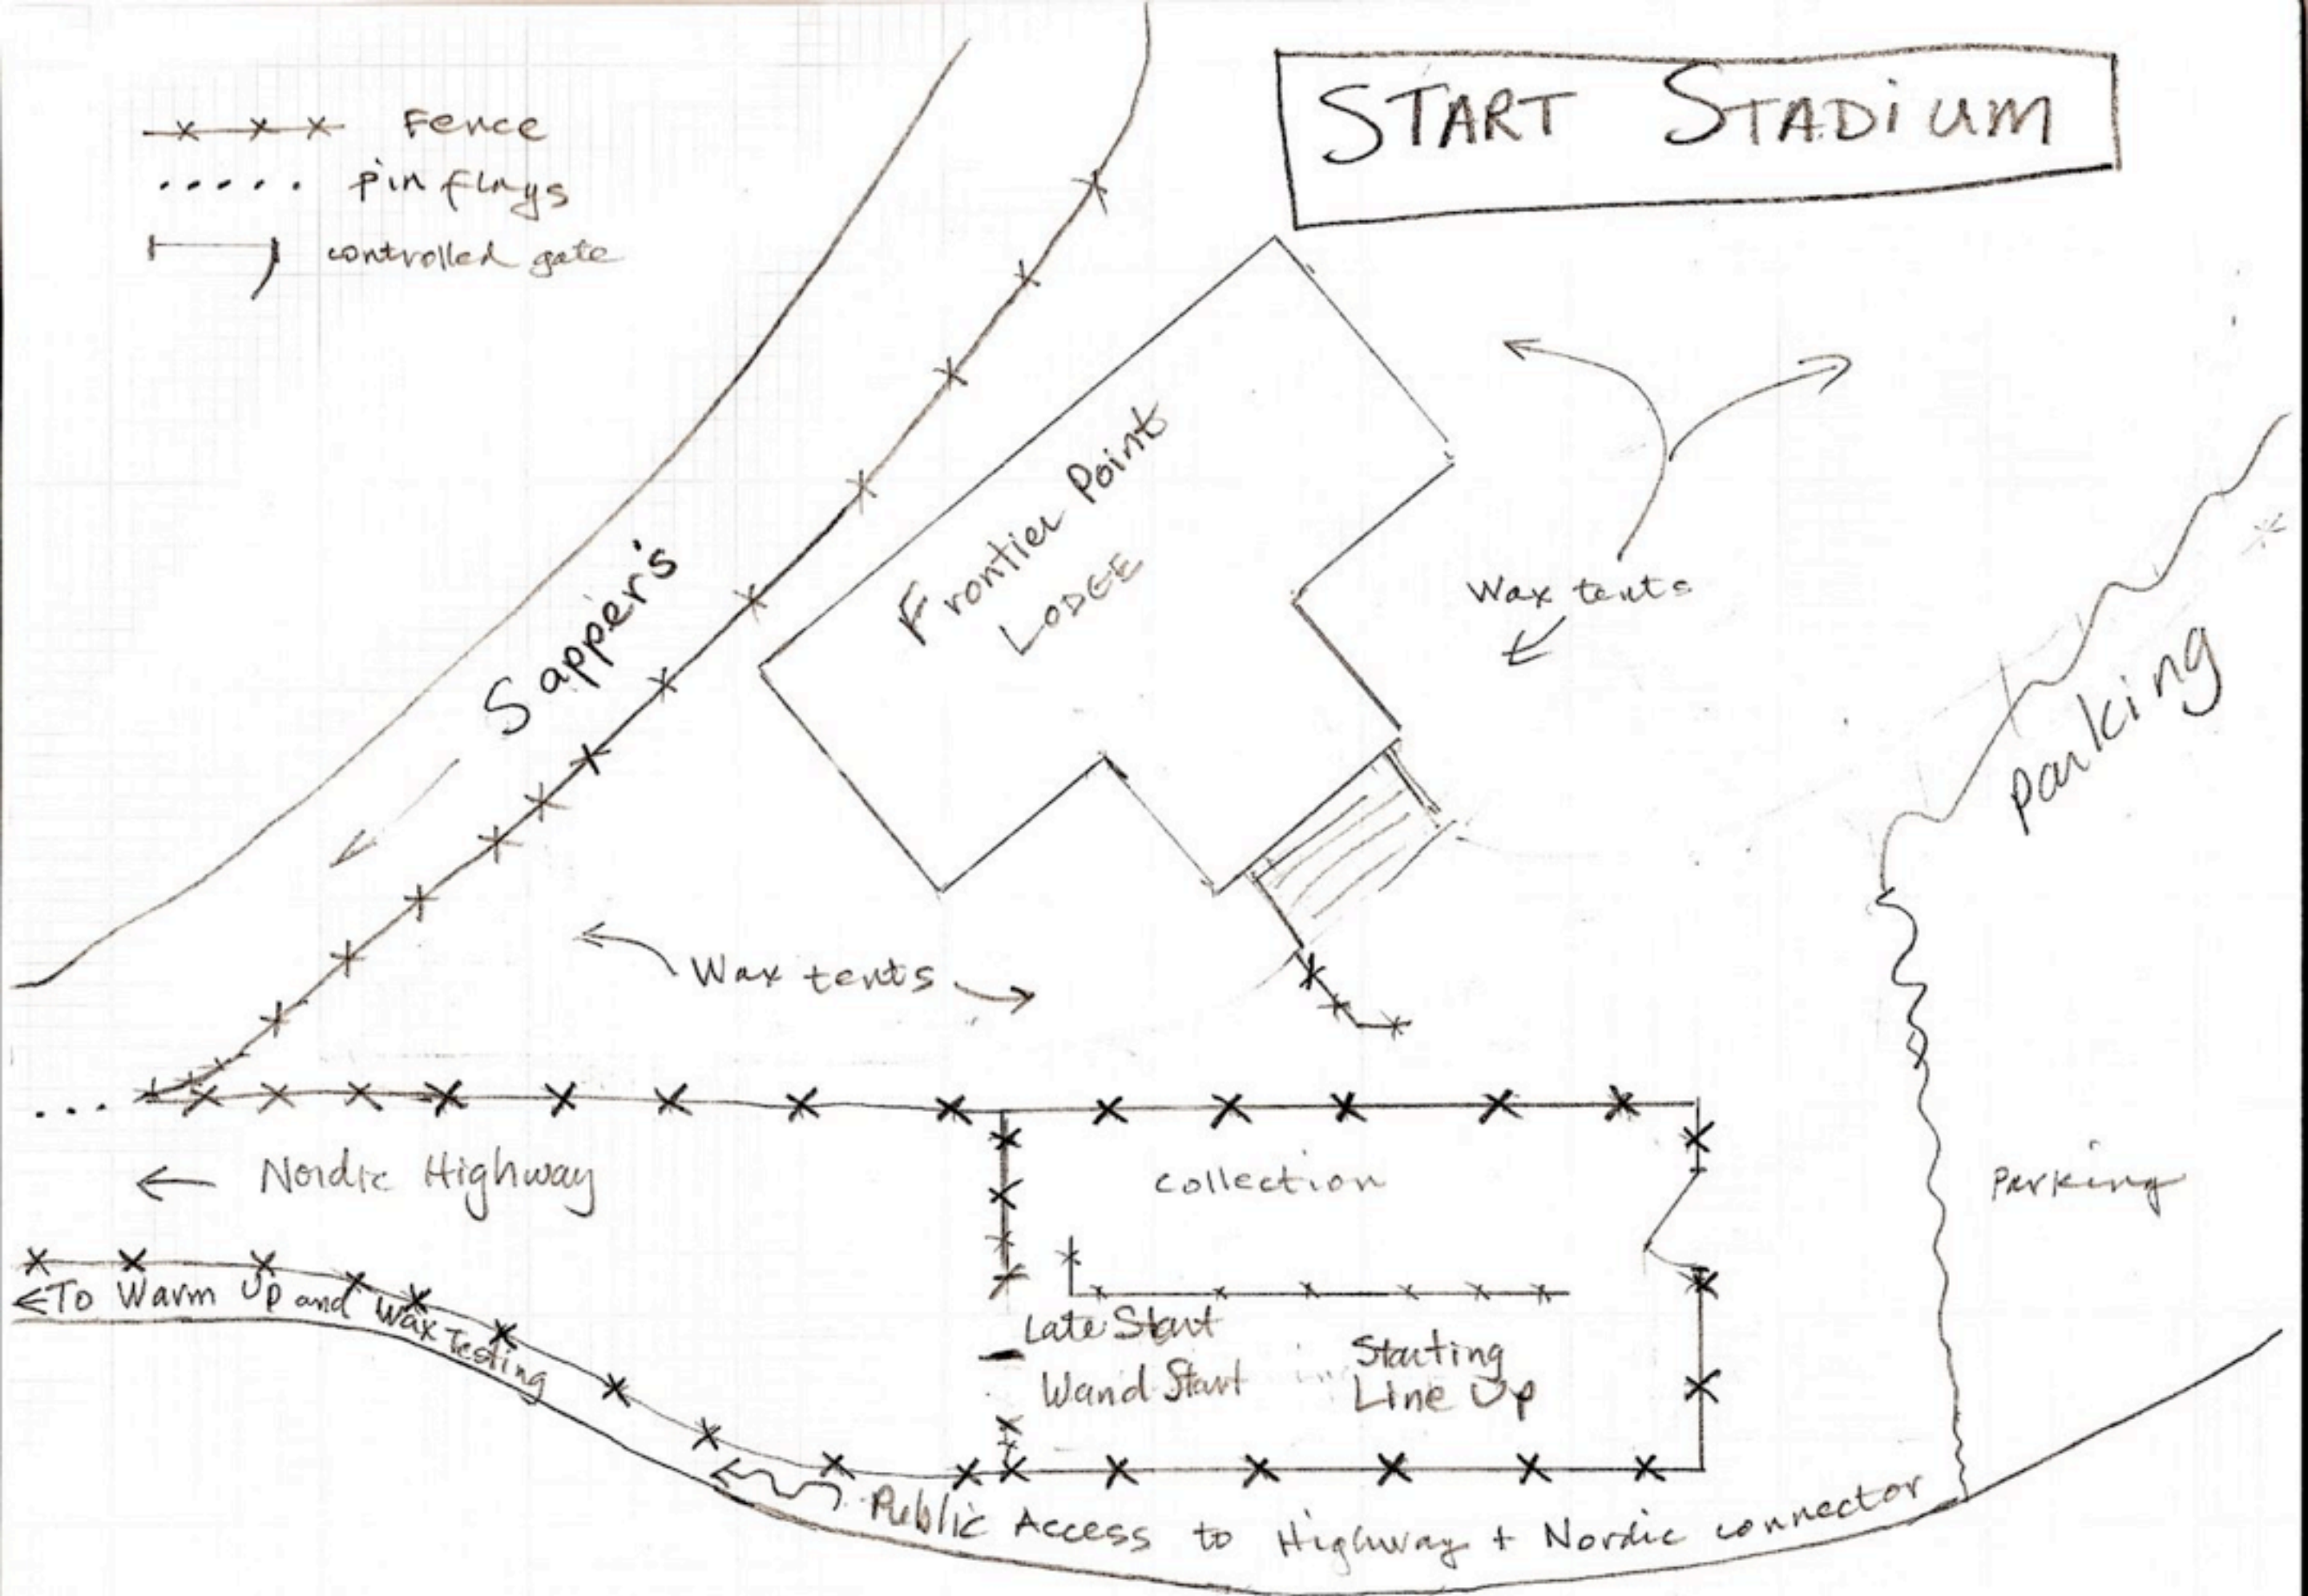 START STADIUM
Fence
pin flags
controlled gate
Frontier Point
LODGE
Sapper's
Wax tents
Parking
Wax tents
Nordic Highway
collection
Parking
To Warm Up and Wax Testing
Late Start
Wand Start
Starting
Line Up
Public Access to Highway + Nordic connector